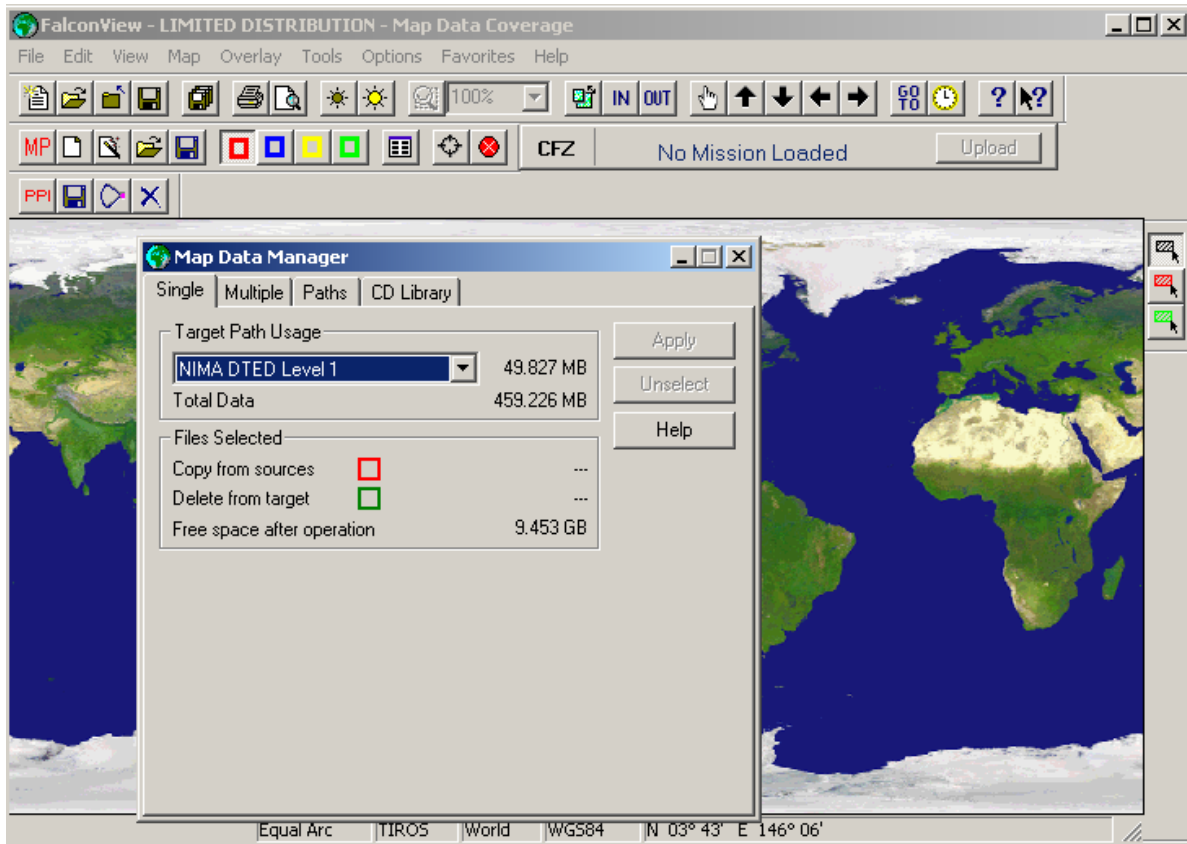 FalconView - LIMITED DISTRIBUTION - Map Data Coverage
File Edit View Map Overlay Tools Options Favorites Help
100% IN OUT GO TO ? ?
MP CFZ No Mission Loaded Upload
PPI
Map Data Manager
Single Multiple Paths CD Library
Target Path Usage
NIMA DTED Level 1 49.827 MB
Total Data 459.226 MB
Apply
Unselect
Help
Files Selected
Copy from sources ---
Delete from target ---
Free space after operation 9.453 GB
Equal Arc TIROS World WGS84 N 03° 43' E 146° 06'